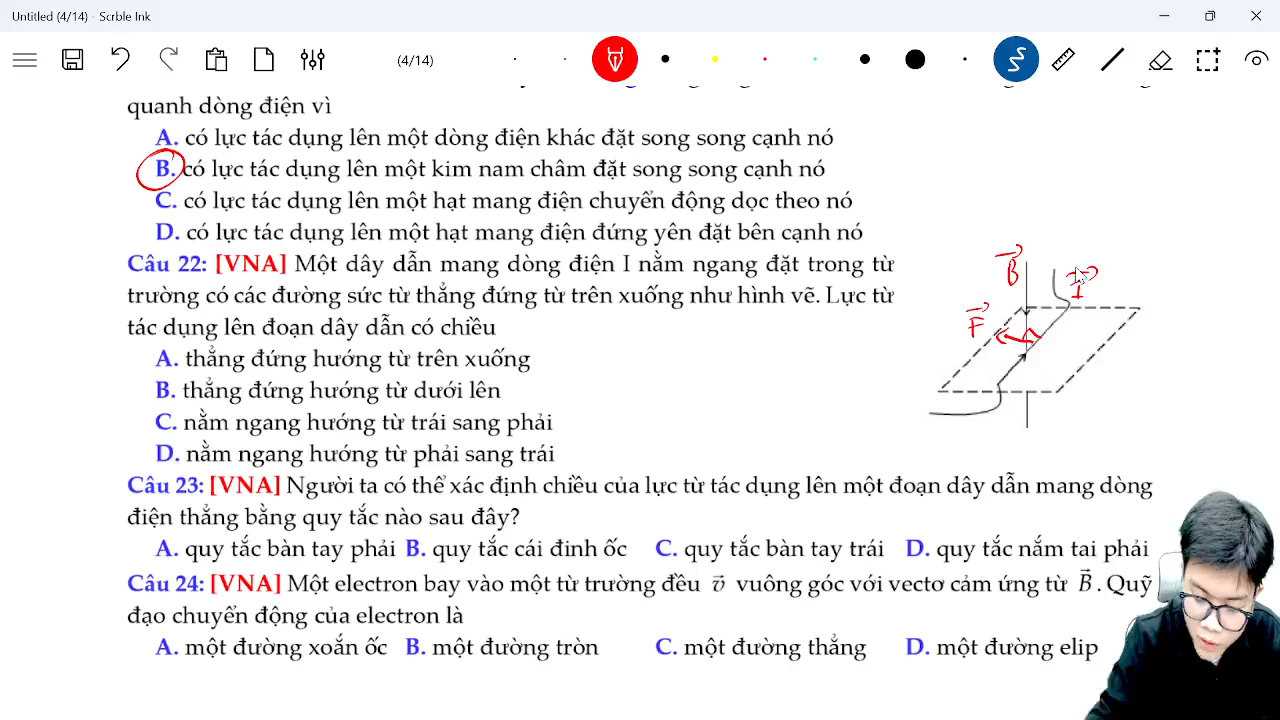 Untitled (4/14) - Scrble Ink
(4/14)
quanh dòng điện vì
A. có lực tác dụng lên một dòng điện khác đặt song song cạnh nó
B. có lực tác dụng lên một kim nam châm đặt song song cạnh nó
C. có lực tác dụng lên một hạt mang điện chuyển động dọc theo nó
D. có lực tác dụng lên một hạt mang điện đứng yên đặt bên cạnh nó
Câu 22: [VNA] Một dây dẫn mang dòng điện I nằm ngang đặt trong từ
trường có các đường sức từ thẳng đứng từ trên xuống như hình vẽ. Lực từ
tác dụng lên đoạn dây dẫn có chiều
B
I
F
A. thẳng đứng hướng từ trên xuống
B. thẳng đứng hướng từ dưới lên
C. nằm ngang hướng từ trái sang phải
D. nằm ngang hướng từ phải sang trái
Câu 23: [VNA] Người ta có thể xác định chiều của lực từ tác dụng lên một đoạn dây dẫn mang dòng
điện thẳng bằng quy tắc nào sau đây?
A. quy tắc bàn tay phải B. quy tắc cái đinh ốc C. quy tắc bàn tay trái D. quy tắc nắm tai phải
Câu 24: [VNA] Một electron bay vào một từ trường đều v⃗ vuông góc với vectơ cảm ứng từ B⃗. Quỹ
đạo chuyển động của electron là
A. một đường xoắn ốc B. một đường tròn C. một đường thẳng D. một đường elip